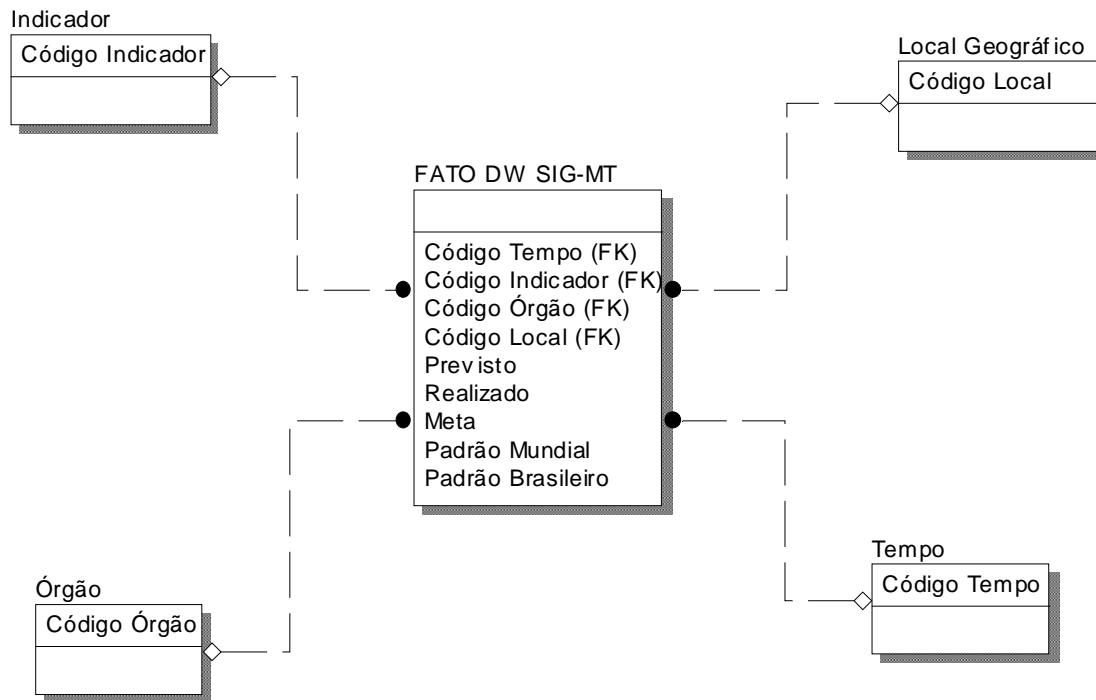 Indicador
Código Indicador
Local Geográfico
Código Local
FATO DW SIG-MT
Código Tempo (FK)
Código Indicador (FK)
Código Órgão (FK)
Código Local (FK)
Previsto
Realizado
Meta
Padrão Mundial
Padrão Brasileiro
Órgão
Código Órgão
Tempo
Código Tempo